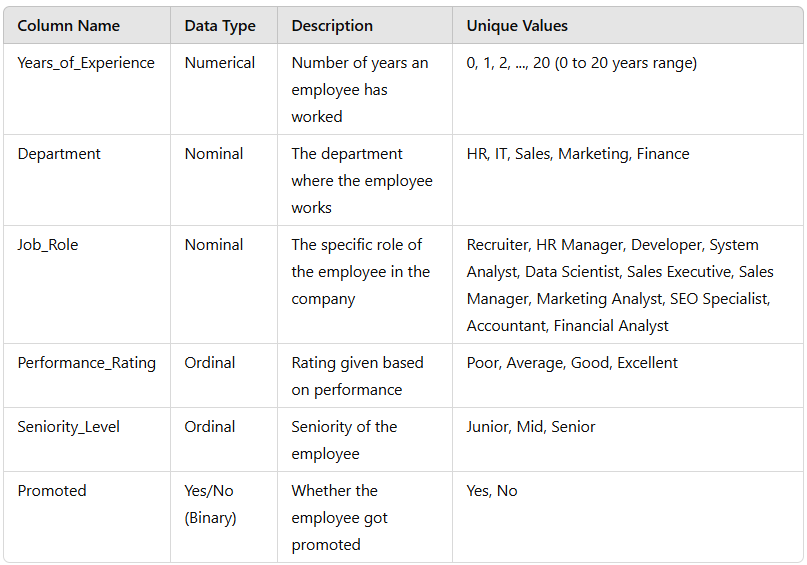 Column Name Data Type Description Unique Values
Years_of_Experience Numerical Number of years an 0, 1, 2, ..., 20 (0 to 20 years range)
employee has
worked
Department Nominal The department HR, IT, Sales, Marketing, Finance
where the employee
works
Job_Role Nominal The specific role of Recruiter, HR Manager, Developer, System
the employee in the Analyst, Data Scientist, Sales Executive, Sales
company Manager, Marketing Analyst, SEO Specialist,
Accountant, Financial Analyst
Performance_Rating Ordinal Rating given based Poor, Average, Good, Excellent
on performance
Seniority_Level Ordinal Seniority of the Junior, Mid, Senior
employee
Promoted Yes/No Whether the Yes, No
(Binary) employee got
promoted